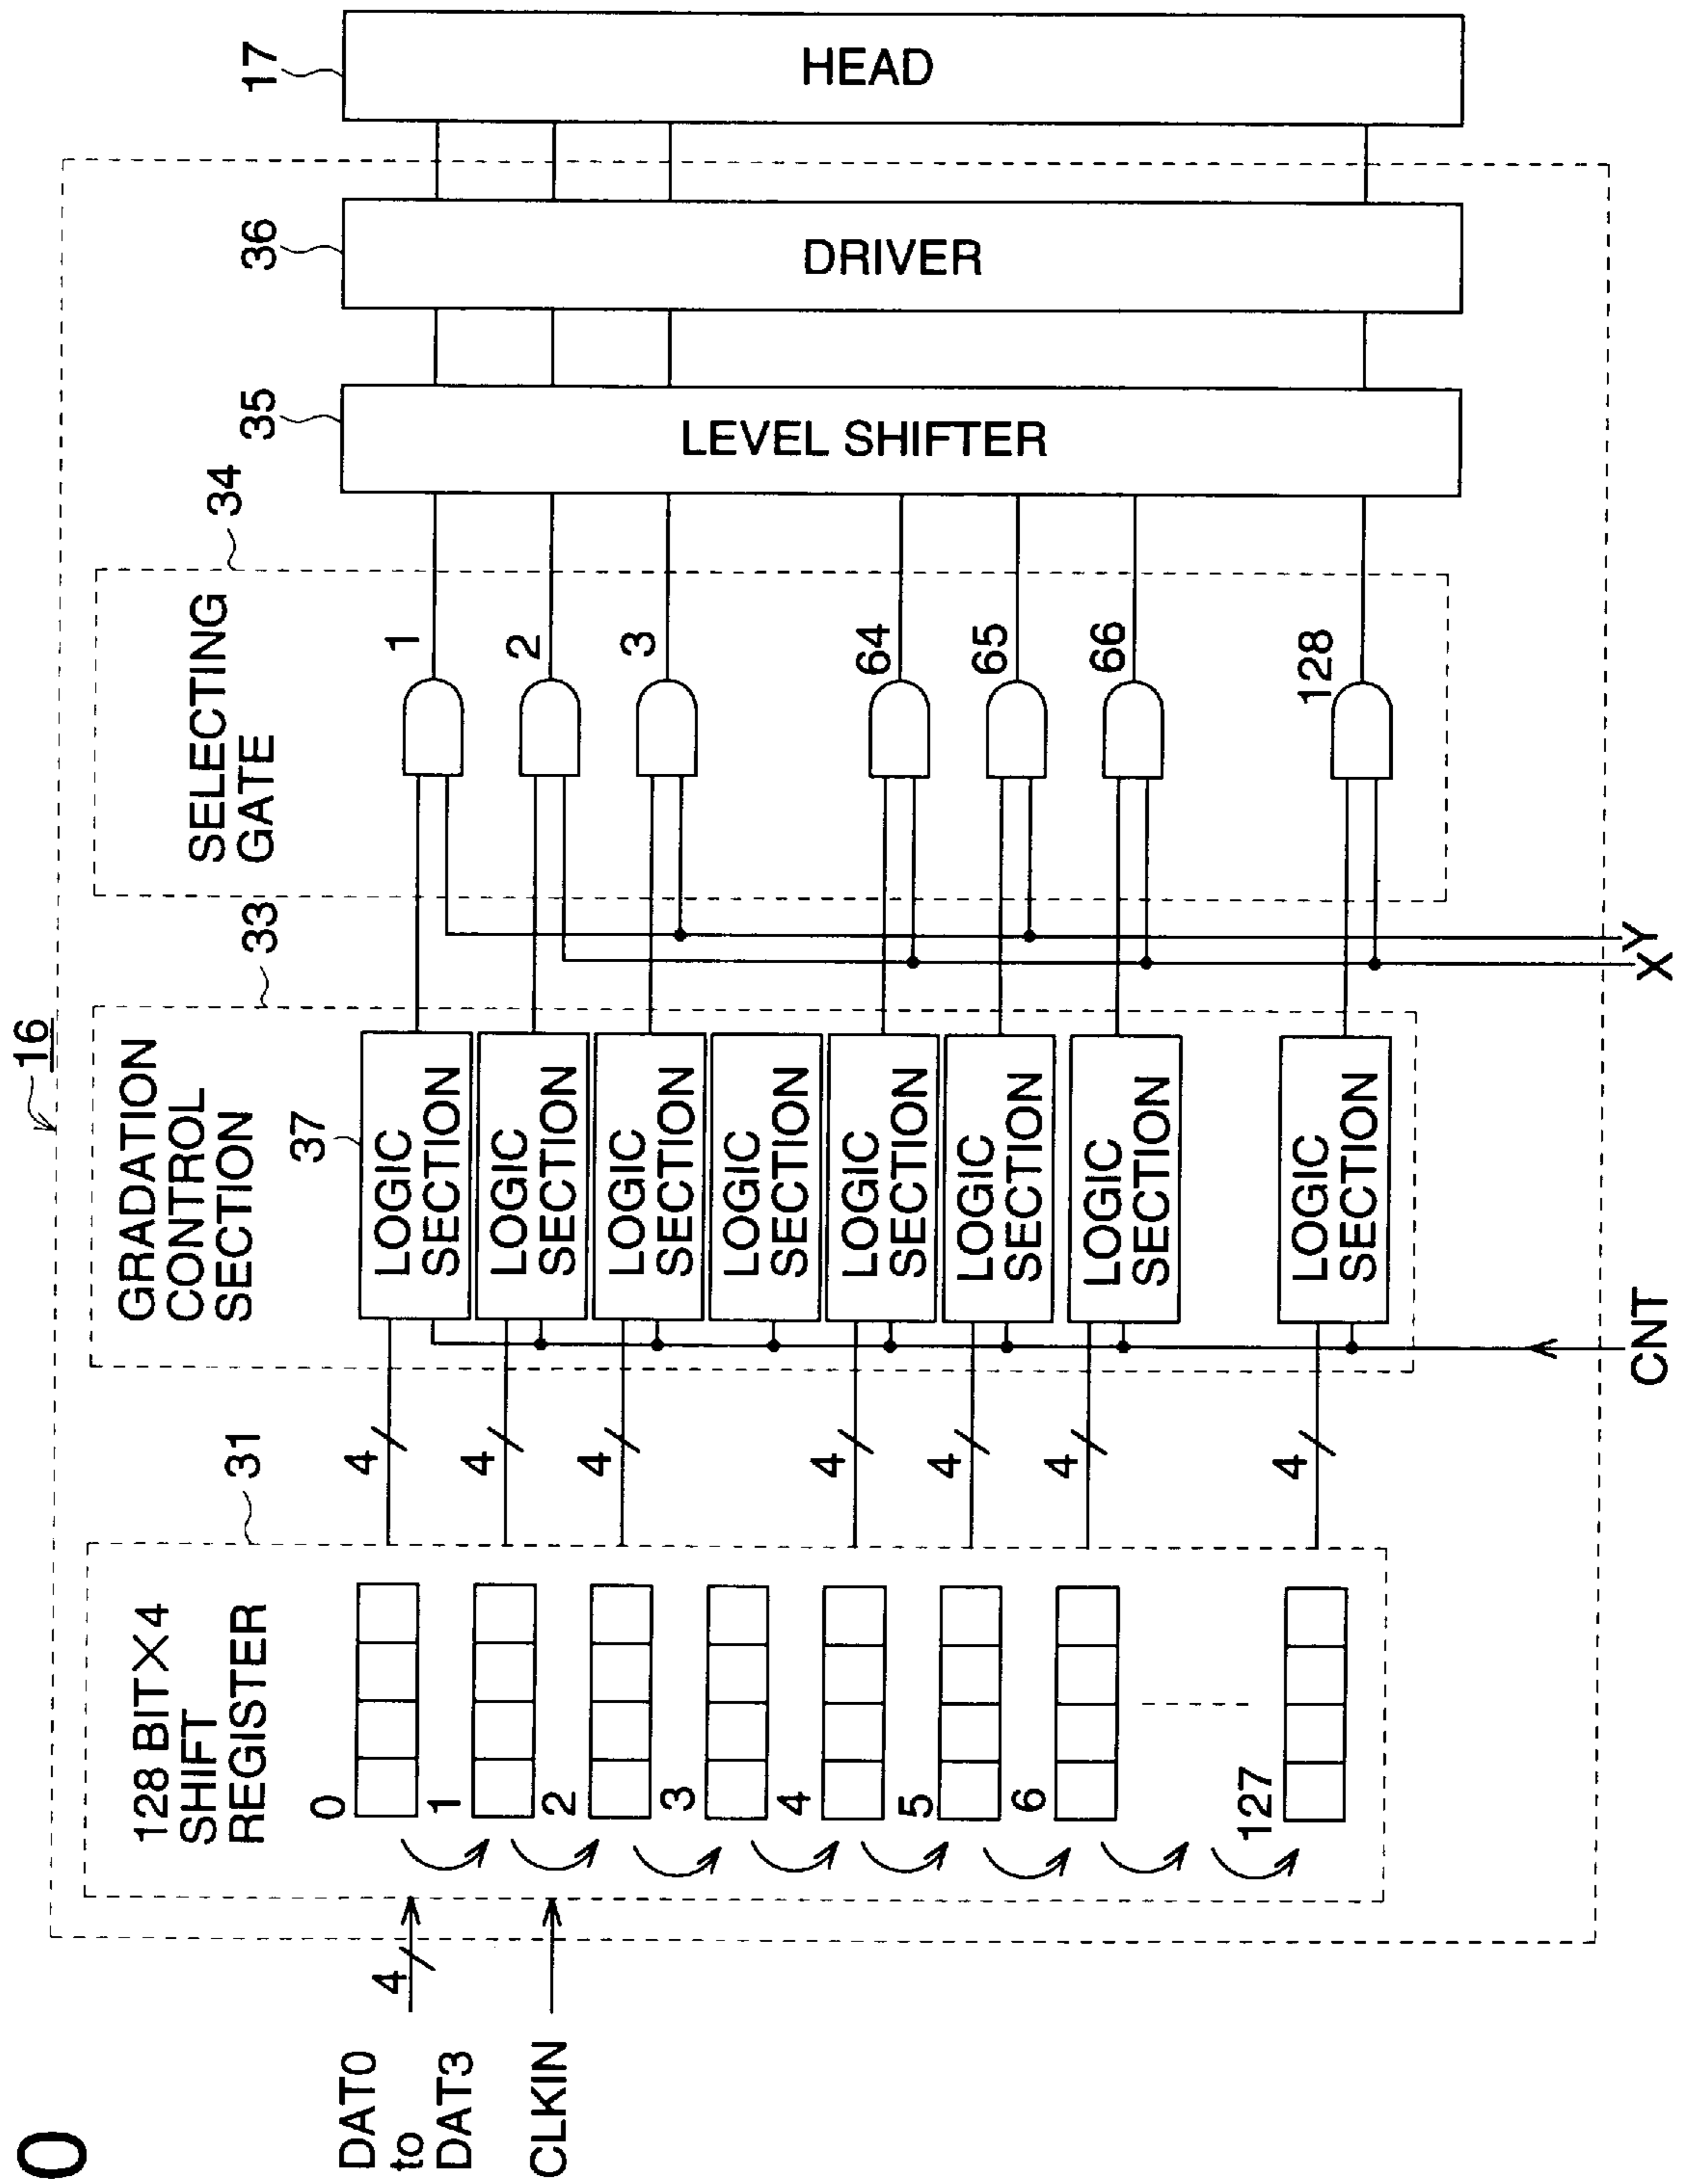 0
16
128 BIT×4
SHIFT
REGISTER
31
GRADATION
CONTROL
SECTION
33
37
SELECTING
GATE
34
35
36
17
DAT0
to
DAT3
4
CLKIN
0
1
2
3
4
5
6
127
4
4
4
4
4
4
4
LOGIC
SECTION
LOGIC
SECTION
LOGIC
SECTION
LOGIC
SECTION
LOGIC
SECTION
LOGIC
SECTION
LOGIC
SECTION
LOGIC
SECTION
1
2
3
64
65
66
128
LEVEL SHIFTER
DRIVER
HEAD
CNT
X
Y